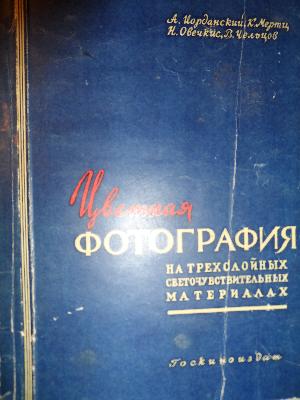 А. Иорданский, К. Мертц,
Н. Овечкис, В. Чельцов
Цветная
ФОТОГРАФИЯ
НА ТРЕХСЛОЙНЫХ
СВЕТОЧУВСТВИТЕЛЬНЫХ
МАТЕРИАЛАХ
Госкиноиздат